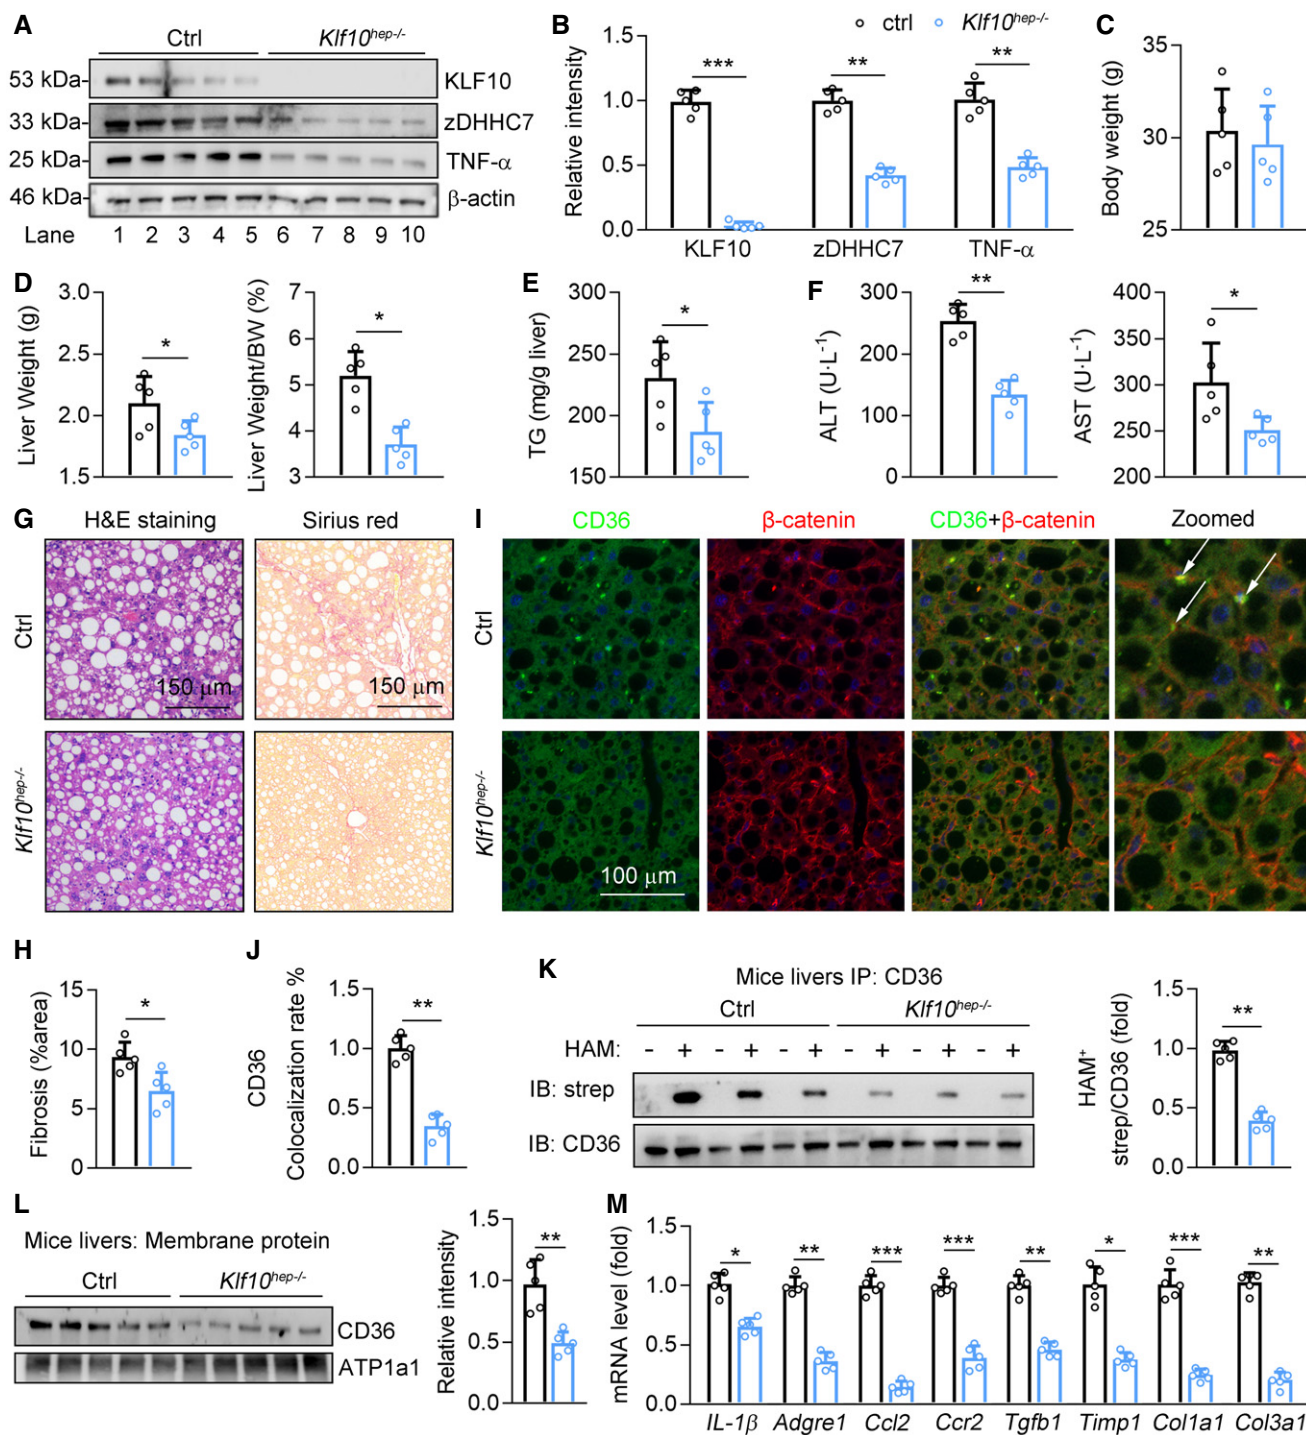 A
Ctrl Klf10hep-/-
53 kDa- KLF10
33 kDa- zDHHC7
25 kDa- TNF-α
46 kDa- β-actin
Lane 1 2 3 4 5 6 7 8 9 10
B
ctrl Klf10hep-/-
Relative intensity
1.5
1.0
0.5
0.0
*** ** **
KLF10 zDHHC7 TNF-α
C
Body weight (g)
35
30
25
D
Liver Weight (g)
3.0
2.5
2.0
1.5
*
Liver Weight/BW (%)
7
6
5
4
3
*
E
TG (mg/g liver)
300
250
200
150
*
F
ALT (U·L-1)
300
200
100
0
**
AST (U·L-1)
400
350
300
250
200
*
G
H&E staining Sirius red
Ctrl
150 μm 150 μm
Klf10hep-/-
I
CD36 β-catenin CD36+β-catenin Zoomed
Ctrl
Klf10hep-/-
100 μm
H
Fibrosis (%area)
15
10
5
0
*
J
CD36
Colocalization rate %
1.5
1.0
0.5
0.0
**
K
Mice livers IP: CD36
Ctrl Klf10hep-/-
HAM: - + - + - + - + - + - +
IB: strep
IB: CD36
HAM+
strep/CD36 (fold)
1.5
1.0
0.5
0.0
**
L
Mice livers: Membrane protein
Ctrl Klf10hep-/-
CD36
ATP1a1
Relative intensity
1.5
1.0
0.5
0.0
**
M
mRNA level (fold)
1.5
1.0
0.5
0.0
* ** *** *** ** * *** **
IL-1β Adgre1 Ccl2 Ccr2 Tgfb1 Timp1 Col1a1 Col3a1